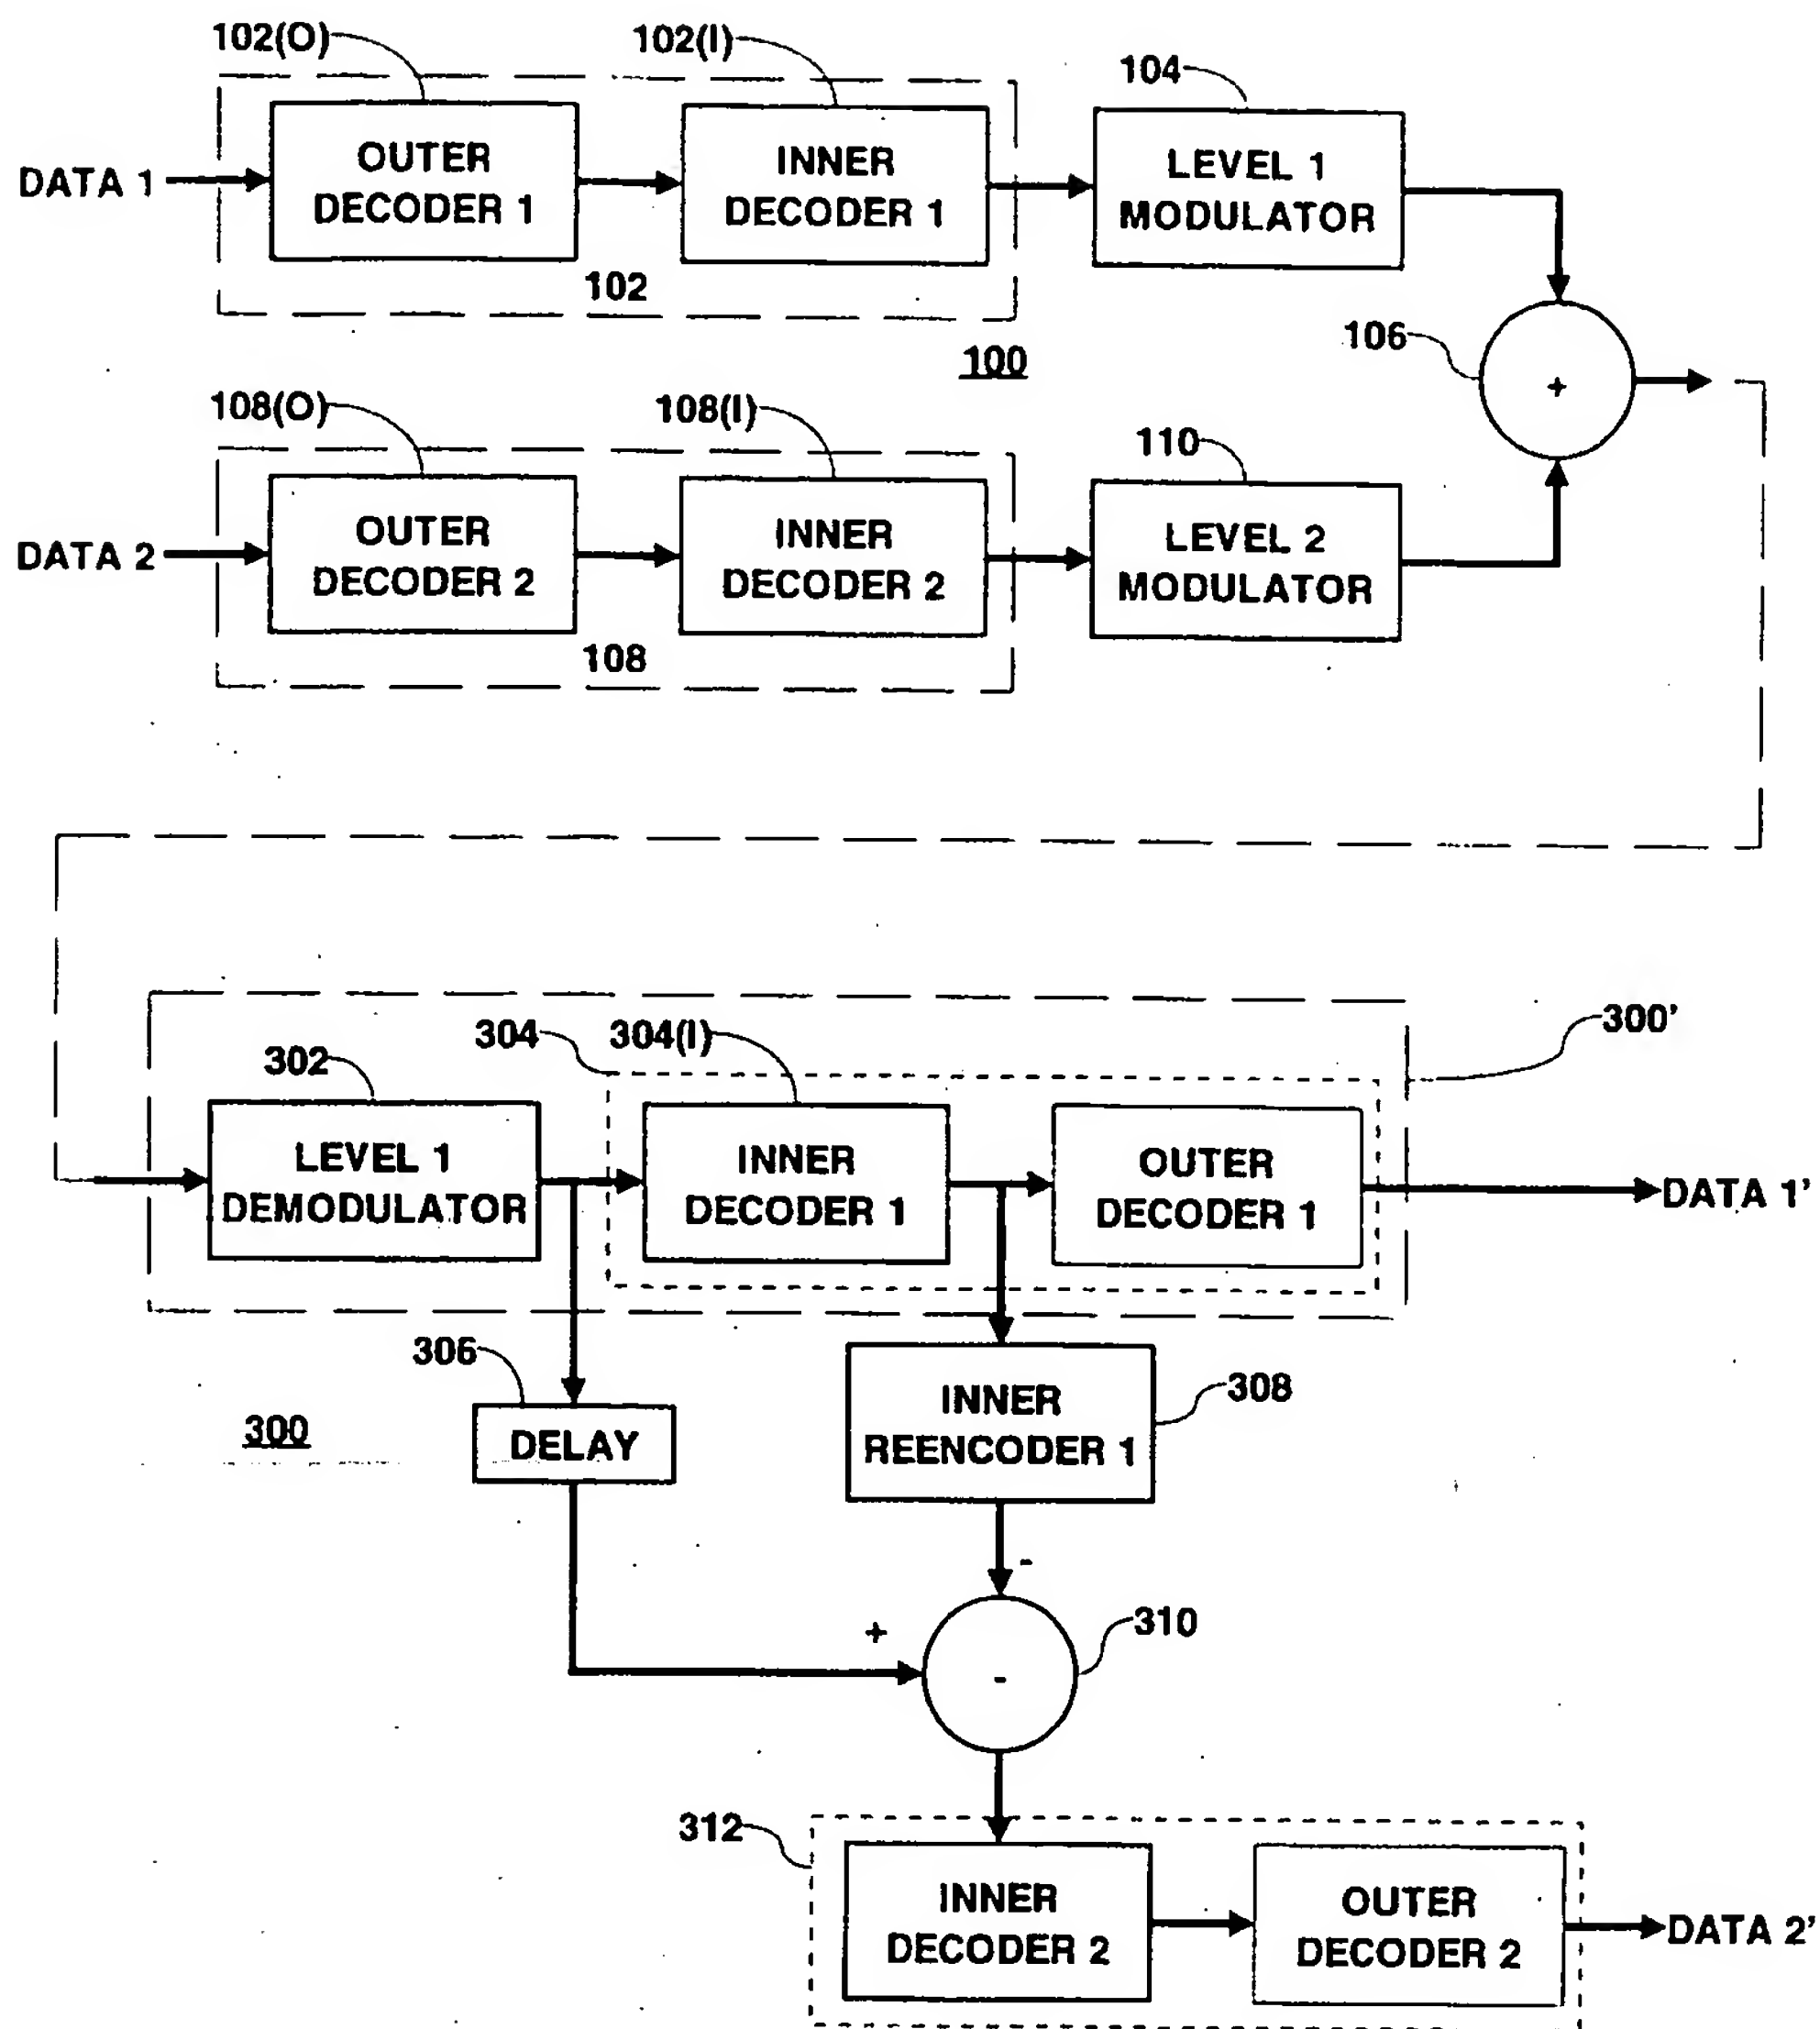 102(O)
102(I)
104
DATA 1
OUTER
DECODER 1
INNER
DECODER 1
LEVEL 1
MODULATOR
102
100
106
+
108(O)
108(I)
110
DATA 2
OUTER
DECODER 2
INNER
DECODER 2
LEVEL 2
MODULATOR
108
300'
304
304(I)
302
LEVEL 1
DEMODULATOR
INNER
DECODER 1
OUTER
DECODER 1
DATA 1'
306
300
DELAY
INNER
REENCODER 1
308
-
+
310
-
312
INNER
DECODER 2
OUTER
DECODER 2
DATA 2'